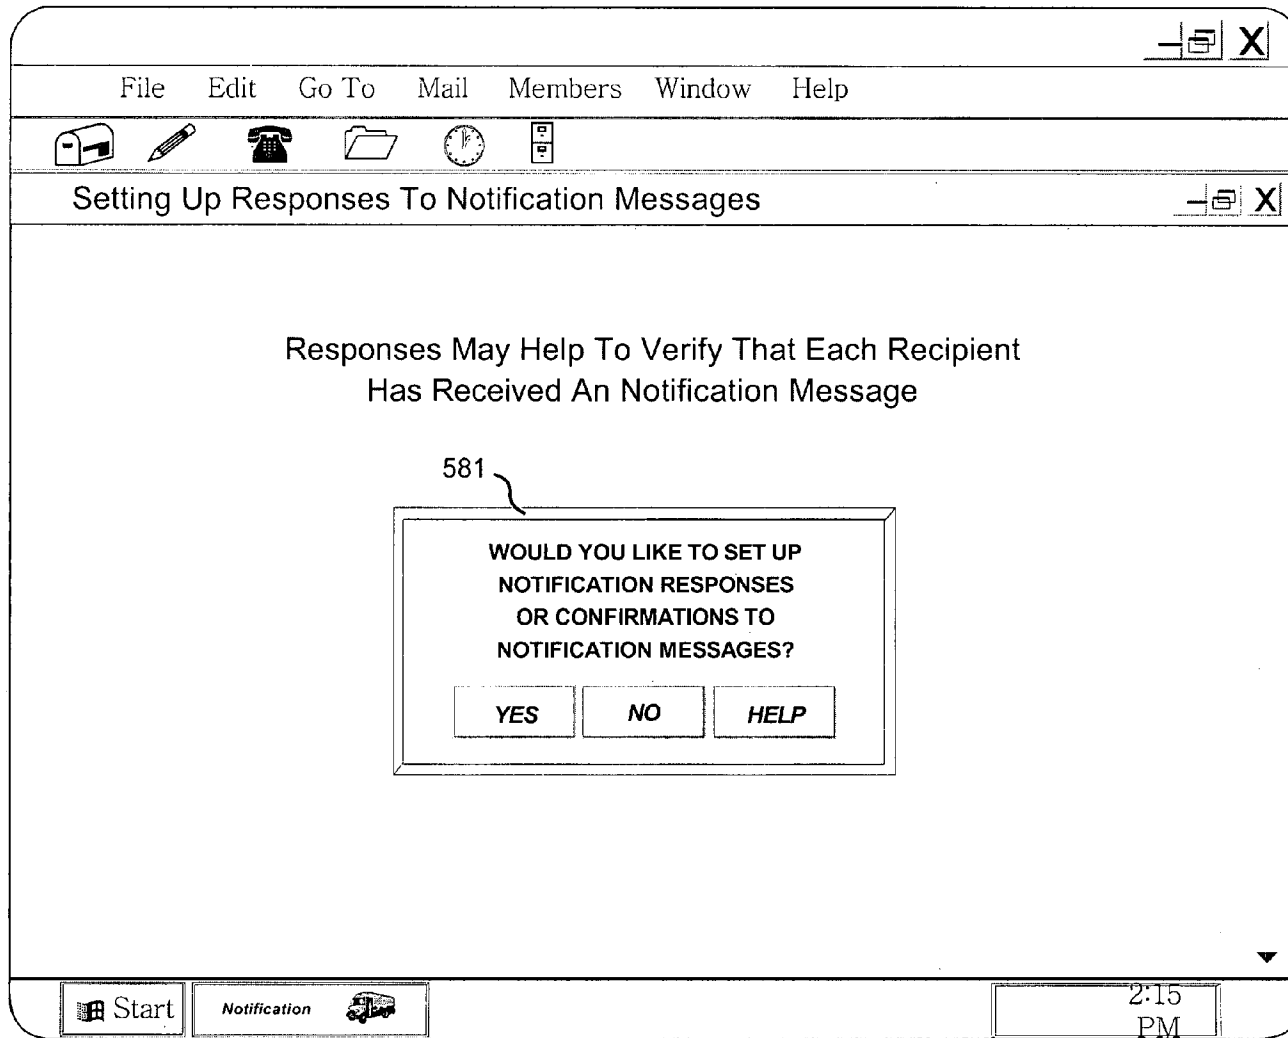 X
File Edit Go To Mail Members Window Help
Setting Up Responses To Notification Messages X
Responses May Help To Verify That Each Recipient
Has Received An Notification Message
581
WOULD YOU LIKE TO SET UP
NOTIFICATION RESPONSES
OR CONFIRMATIONS TO
NOTIFICATION MESSAGES?
YES NO HELP
Start Notification 2:15
PM